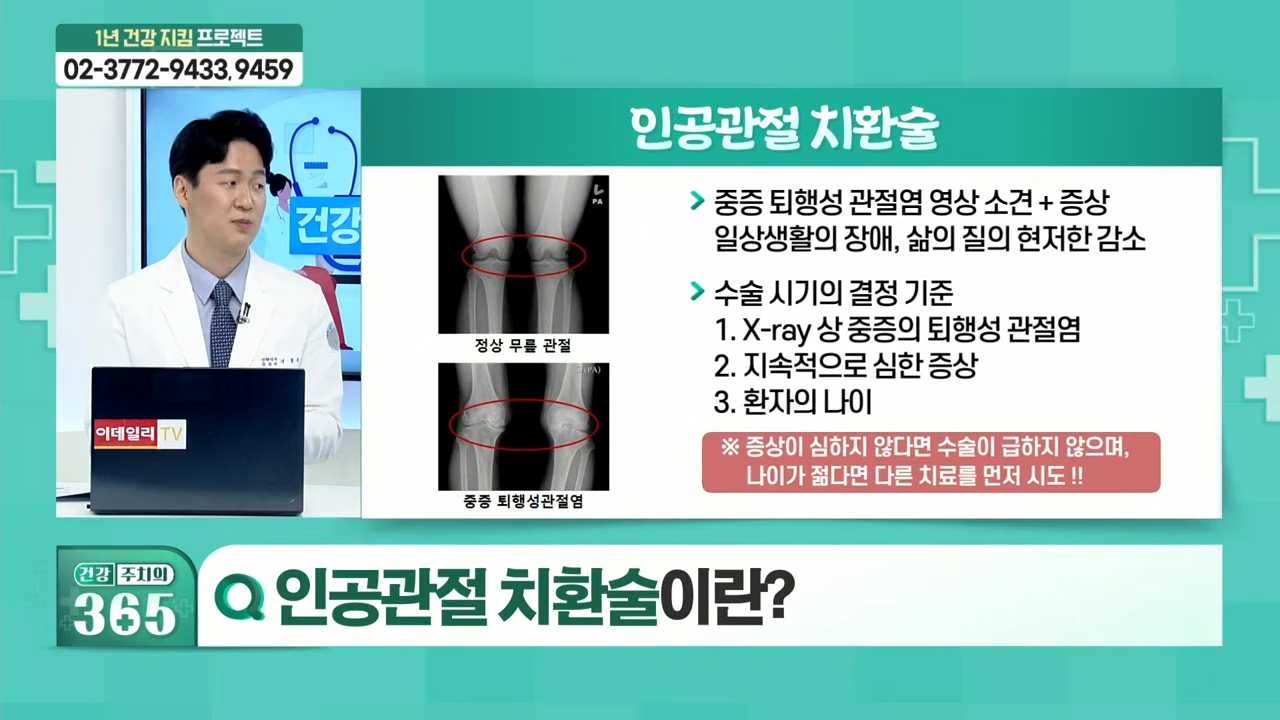 1년 건강 지킴 프로젝트
02-3772-9433, 9459
건강
이데일리 TV
인공관절 치환술
L
PA
정상 무릎 관절
(PA)
중증 퇴행성관절염
중증 퇴행성 관절염 영상 소견 + 증상
일상생활의 장애, 삶의 질의 현저한 감소
수술 시기의 결정 기준
1. X-ray 상 중증의 퇴행성 관절염
2. 지속적으로 심한 증상
3. 환자의 나이
※ 증상이 심하지 않다면 수술이 급하지 않으며,
나이가 젊다면 다른 치료를 먼저 시도 !!
건강 주치의
365
Q 인공관절 치환술이란?